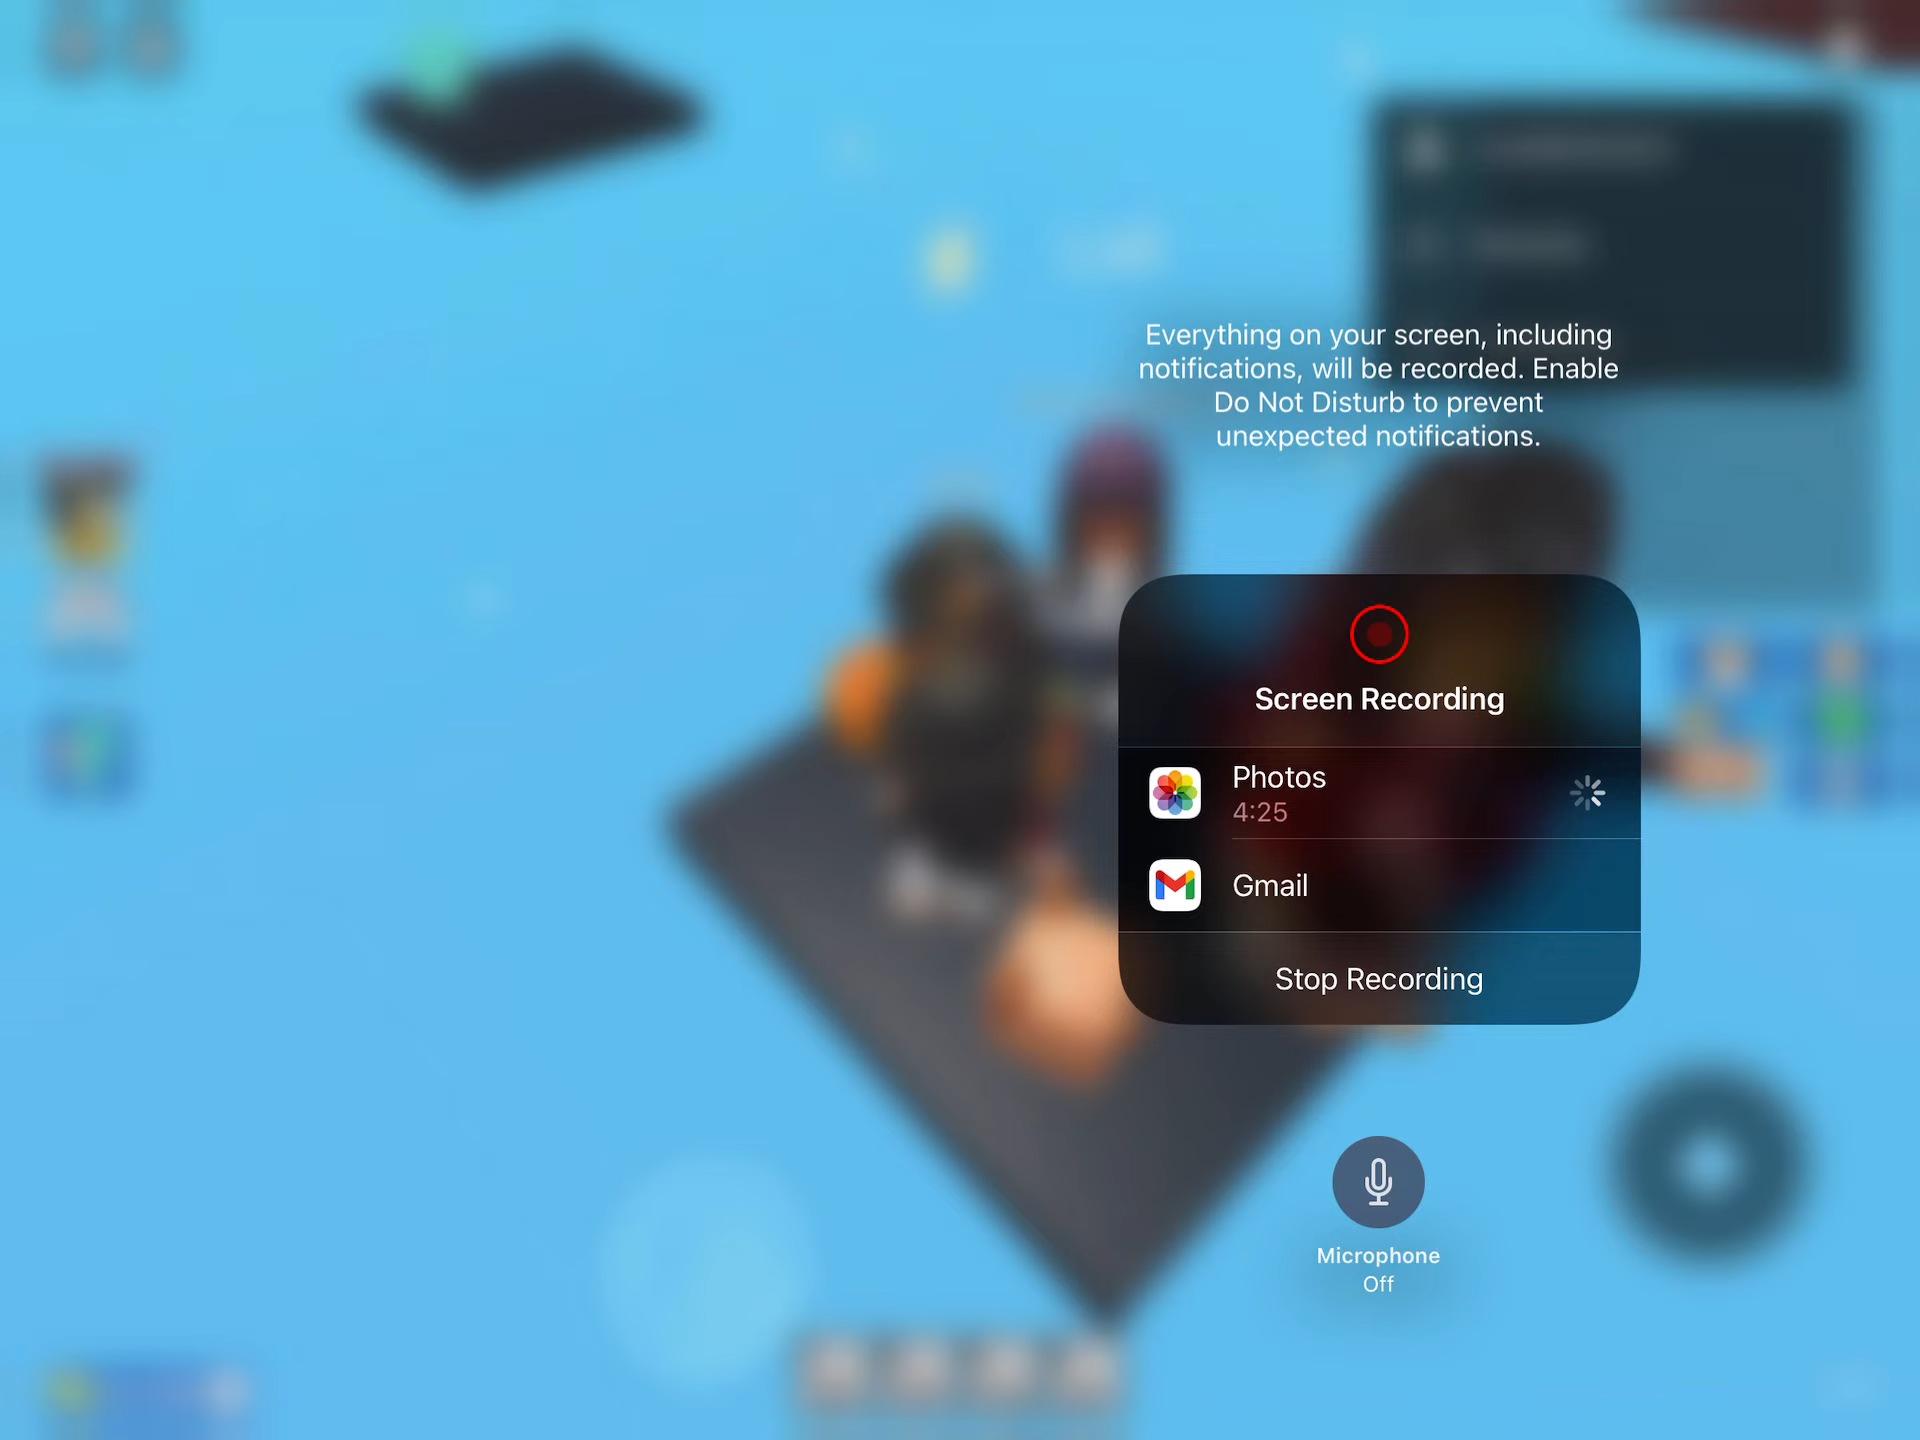 Everything on your screen, including
notifications, will be recorded. Enable
Do Not Disturb to prevent
unexpected notifications.
Screen Recording
Photos
4:25
Gmail
Stop Recording
Microphone
Off